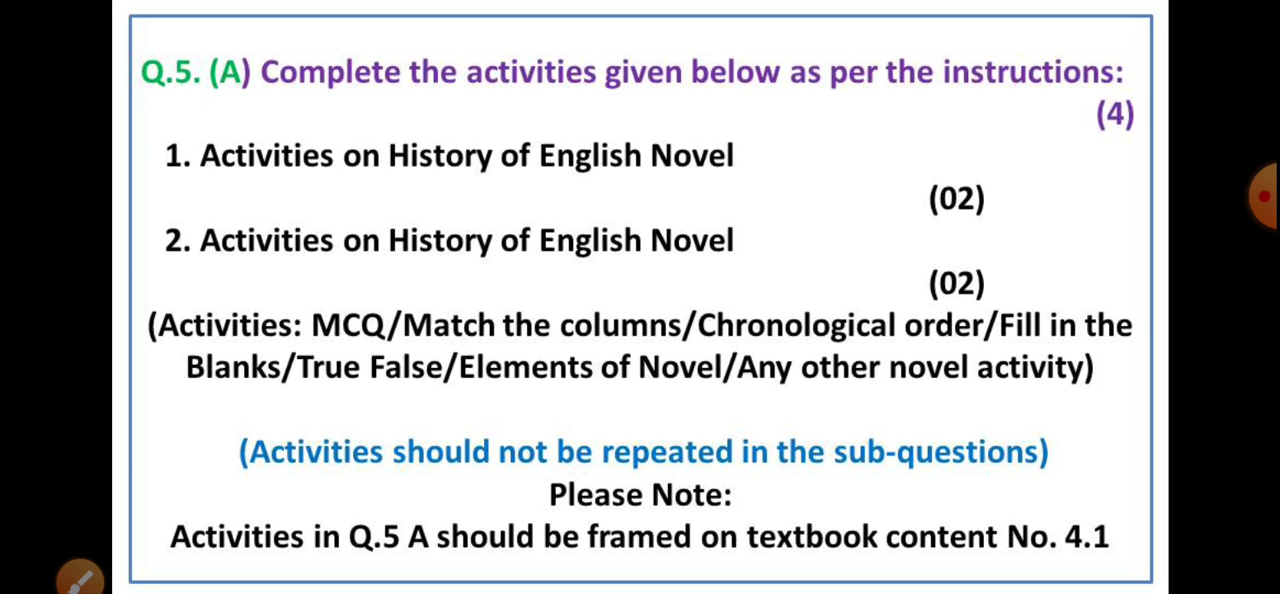 Q.5. (A) Complete the activities given below as per the instructions:
(4)
1. Activities on History of English Novel
(02)
2. Activities on History of English Novel
(02)
(Activities: MCQ/Match the columns/Chronological order/Fill in the
Blanks/True False/Elements of Novel/Any other novel activity)
(Activities should not be repeated in the sub-questions)
Please Note:
Activities in Q.5 A should be framed on textbook content No. 4.1